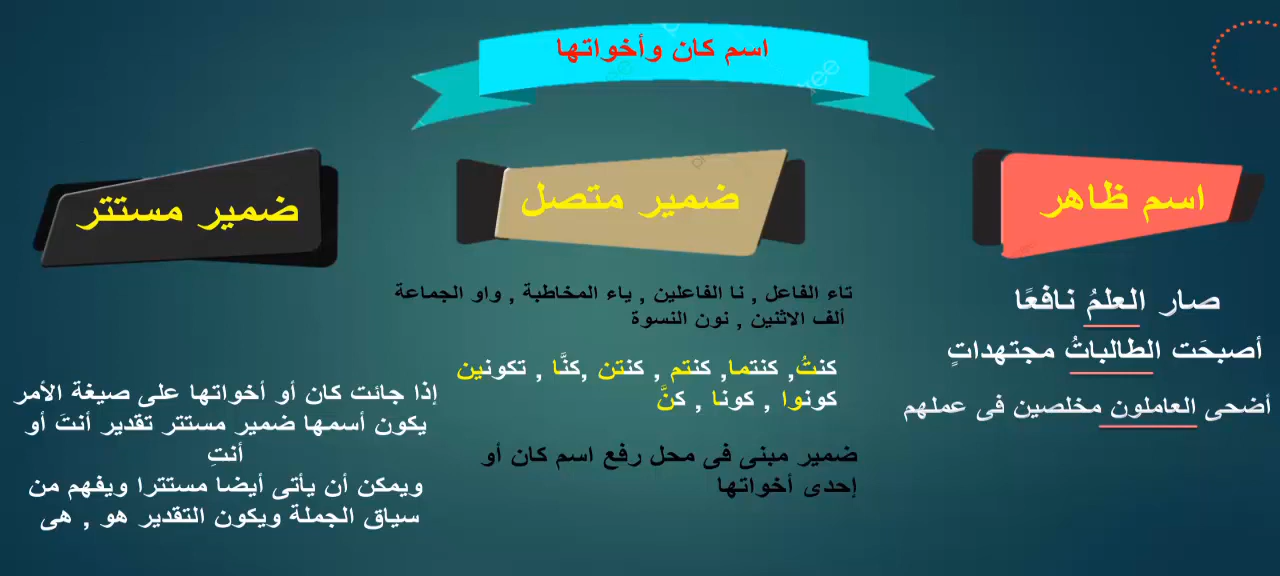 اسم كان وأخواتها
اسم ظاهر
صار العلمُ نافعًا
أصبحَت الطالباتُ مجتهداتٍ
أضحى العاملون مخلصين فى عملهم
ضمير متصل
تاء الفاعل , نا الفاعلين , ياء المخاطبة , واو الجماعة
ألف الاثنين , نون النسوة
كنتُ, كنتما, كنتم , كنتن ,كنَّا , تكونين
كونوا , كونا , كنَّ
ضمير مبنى فى محل رفع اسم كان أو
إحدى أخواتها
ضمير مستتر
إذا جائت كان أو أخواتها على صيغة الأمر
يكون أسمها ضمير مستتر تقدير أنتَ أو
أنتِ
ويمكن أن يأتى أيضا مستترا ويفهم من
سياق الجملة ويكون التقدير هو , هى